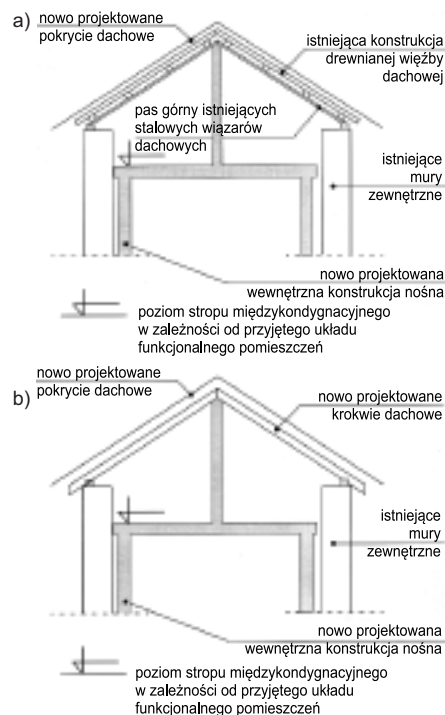 a)
nowo projektowane
pokrycie dachowe
istniejąca konstrukcja
drewnianej więźby
dachowej
pas górny istniejących
stalowych wiązarów
dachowych
istniejące
mury
zewnętrzne
nowo projektowana
wewnętrzna konstrukcja nośna
poziom stropu międzykondygnacyjnego
w zależności od przyjętego układu
funkcjonalnego pomieszczeń
b)
nowo projektowane
pokrycie dachowe
nowo projektowane
krokwie dachowe
istniejące
mury
zewnętrzne
nowo projektowana
wewnętrzna konstrukcja nośna
poziom stropu międzykondygnacyjnego
w zależności od przyjętego układu
funkcjonalnego pomieszczeń